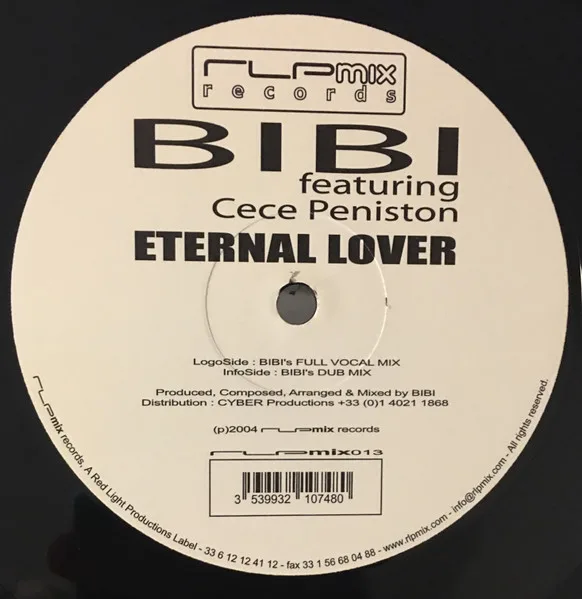 rLPmix
records
BIBI
featuring
Cece Peniston
ETERNAL LOVER
LogoSide : BIBI's FULL VOCAL MIX
InfoSide : BIBI's DUB MIX
Produced, Composed, Arranged & Mixed by BIBI
Distribution : CYBER Productions +33 (0)1 4021 1868
(p)2004 rLPmix records
rLPmix013
3 539932 107480
rLPmix records, A Red Light Productions Label - 33 6 12 12 41 12 - fax 33 1 56 68 04 88 - www.rlpmix.com - info@rlpmix.com - All rights reserved.